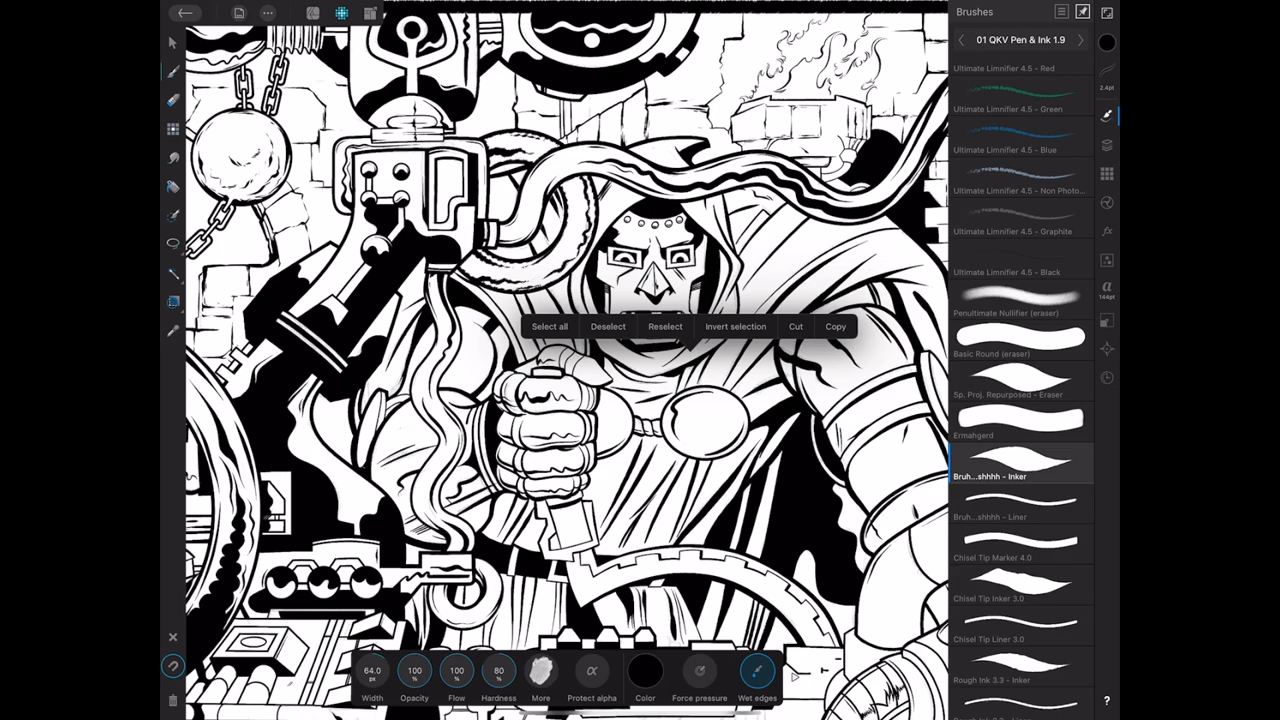 Brushes
01 QKV Pen & Ink 1.9
Ultimate Limnifier 4.5 - Red
2.4pt
Ultimate Limnifier 4.5 - Green
Ultimate Limnifier 4.5 - Blue
Ultimate Limnifier 4.5 - Non Photo...
Ultimate Limnifier 4.5 - Graphite
Ultimate Limnifier 4.5 - Black
a
144pt
Penultimate Nullifier (eraser)
Select all Deselect Reselect Invert selection Cut Copy
Basic Round (eraser)
Sp. Proj. Repurposed - Eraser
Ermahgerd
Bruh...shhhh - Inker
Bruh...shhhh - Liner
Chisel Tip Marker 4.0
Chisel Tip Inker 3.0
Chisel Tip Liner 3.0
Rough Ink 3.3 - Inker
64.0 px 100 % 100 % 80 %
Width Opacity Flow Hardness More Protect alpha Color Force pressure Wet edges
?